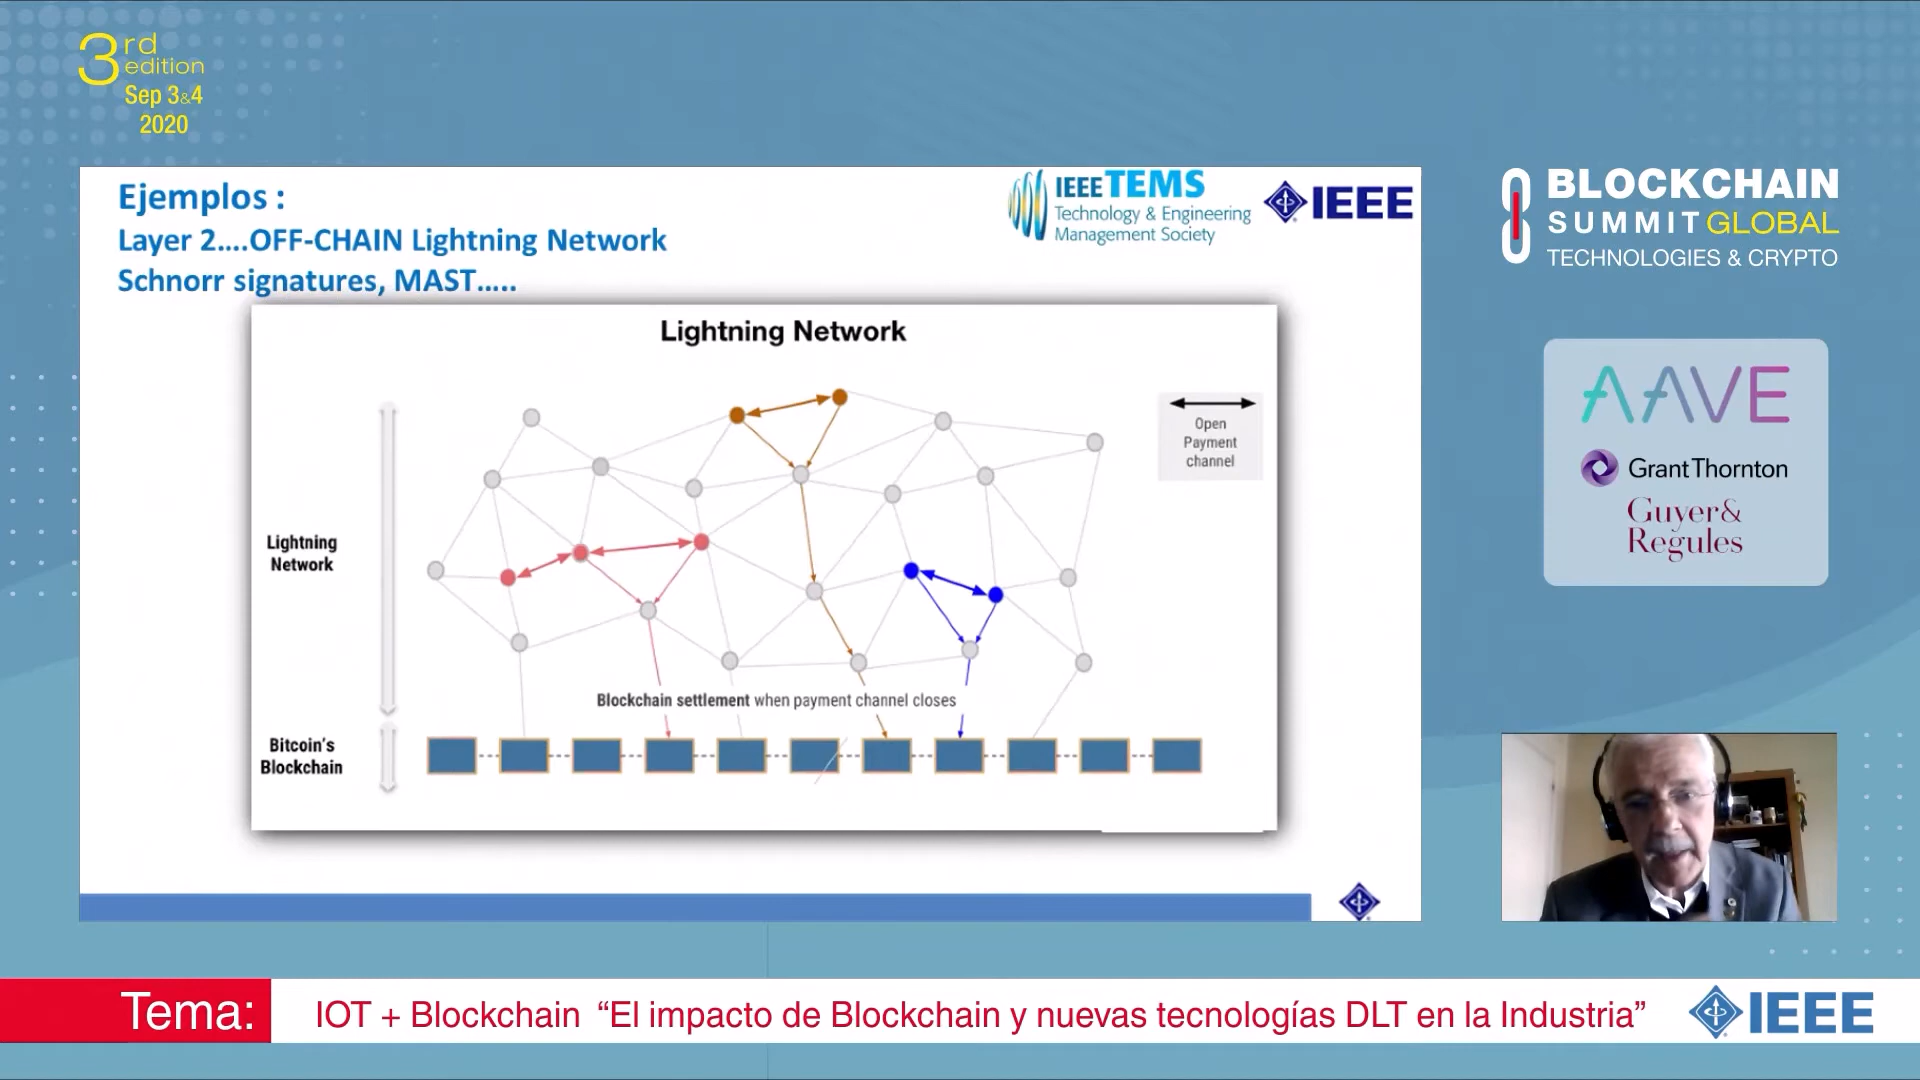 3rd
edition
Sep 3&4
2020
Ejemplos :
Layer 2....OFF-CHAIN Lightning Network
Schnorr signatures, MAST.....
IEEE TEMS
Technology & Engineering
Management Society
IEEE
Lightning Network
Open
Payment
channel
Lightning
Network
Blockchain settlement when payment channel closes
Bitcoin's
Blockchain
BLOCKCHAIN
SUMMIT GLOBAL
TECHNOLOGIES & CRYPTO
AAVE
Grant Thornton
Guyer&
Regules
Tema:
IOT + Blockchain “El impacto de Blockchain y nuevas tecnologías DLT en la Industria”
IEEE